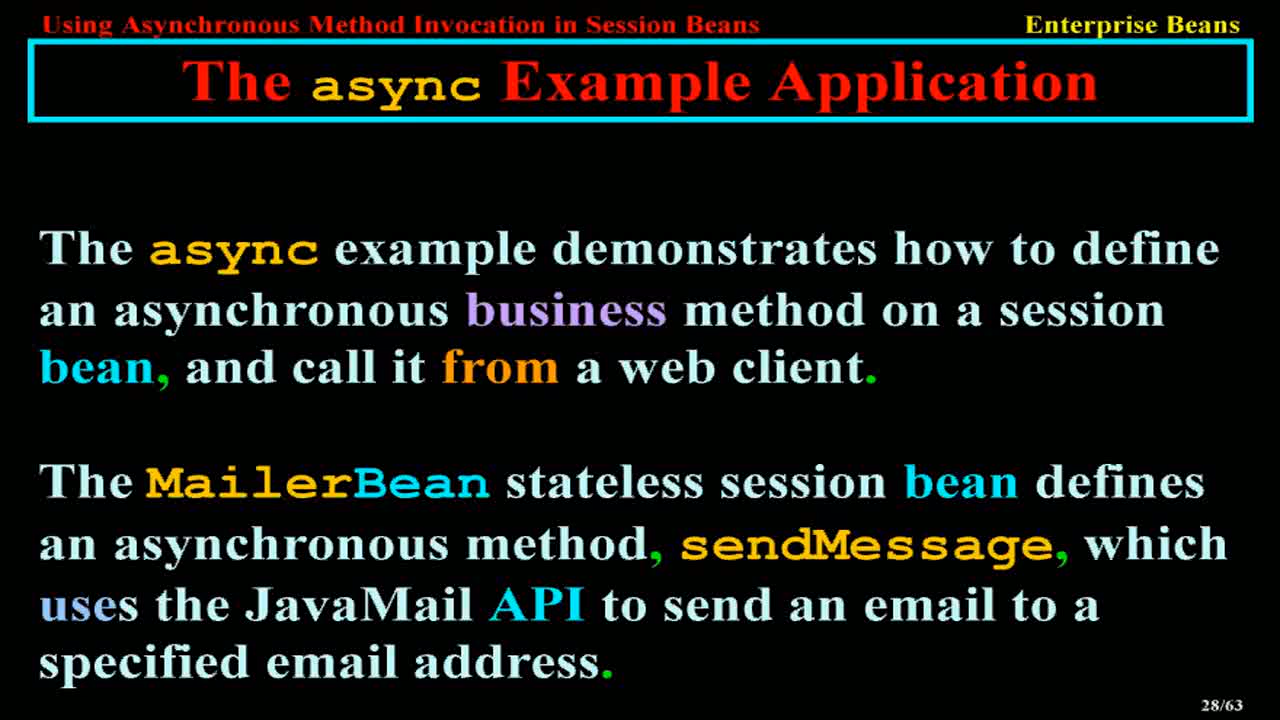 Using Asynchronous Method Invocation in Session Beans
Enterprise Beans
The async Example Application
The async example demonstrates how to define
an asynchronous business method on a session
bean, and call it from a web client.
The MailerBean stateless session bean defines
an asynchronous method, sendMessage, which
uses the JavaMail API to send an email to a
specified email address.
28/63